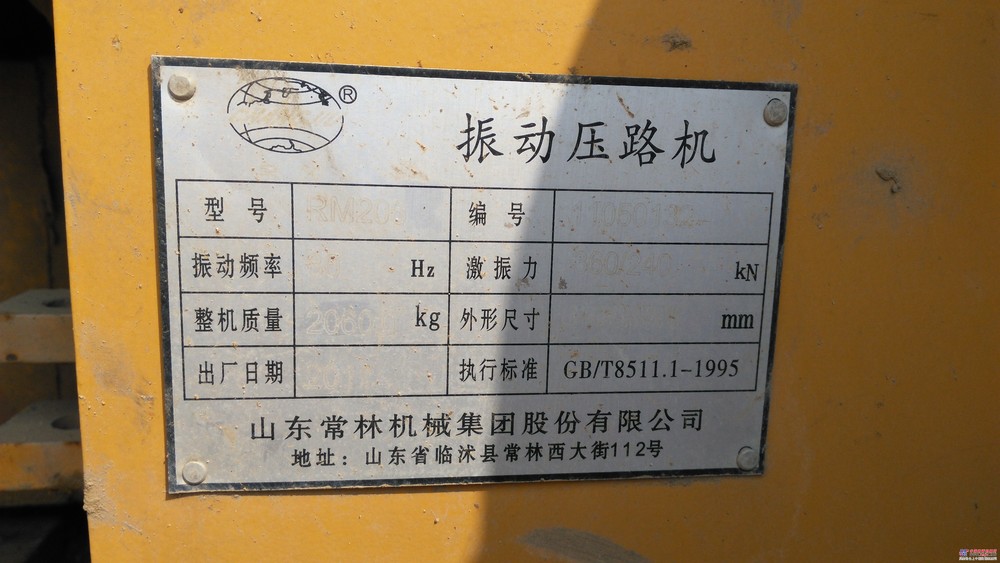 ®
振动压路机
型号 RM20 编号
振动频率 Hz 激振力 kN
整机质量 2060 kg 外形尺寸 mm
出厂日期 执行标准 GB/T8511.1-1995
山东常林机械集团股份有限公司
地址：山东省临沭县常林西大街112号